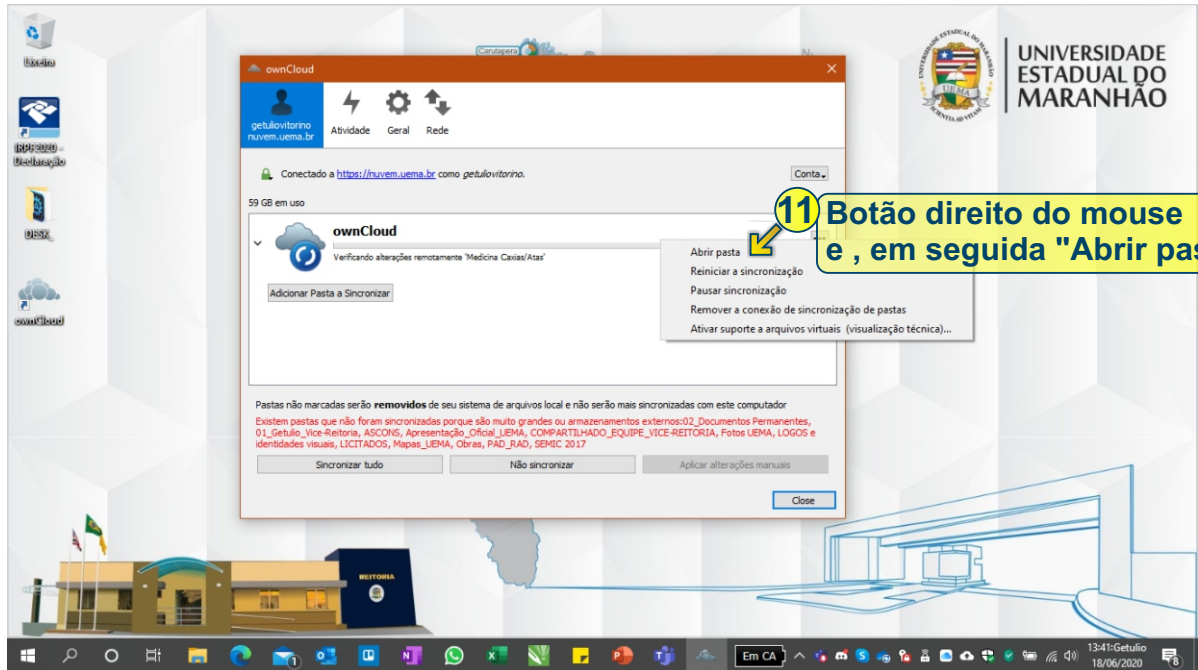 Lixeira
IRPF2020 -
Declaração
DESK
ownCloud
Carutapera
UNIVERSIDADE
ESTADUAL DO
MARANHÃO
UEMA
ownCloud
getuliovitorino
nuvem.uema.br
Atividade
Geral
Rede
Conectado a https://nuvem.uema.br como getuliovitorino.
Conta
59 GB em uso
ownCloud
Verificando alterações remotamente 'Medicina Caxias/Atas'
Adicionar Pasta a Sincronizar
11 Botão direito do mouse
e , em seguida "Abrir pas
Abrir pasta
Reiniciar a sincronização
Pausar sincronização
Remover a conexão de sincronização de pastas
Ativar suporte a arquivos virtuais (visualização técnica)...
Pastas não marcadas serão removidos de seu sistema de arquivos local e não serão mais sincronizadas com este computador
Existem pastas que não foram sincronizadas porque são muito grandes ou armazenamentos externos:02_Documentos Permanentes,
01_Getulio_Vice-Reitoria, ASCONS, Apresentação_Oficial_UEMA, COMPARTILHADO_EQUIPE_VICE-REITORIA, Fotos UEMA, LOGOS e
identidades visuais, LICITADOS, Mapas_UEMA, Obras, PAD_RAD, SEMIC 2017
Sincronizar tudo
Não sincronizar
Aplicar alterações manuais
Close
REITORIA
Em CA
13:41:Getulio
18/06/2020